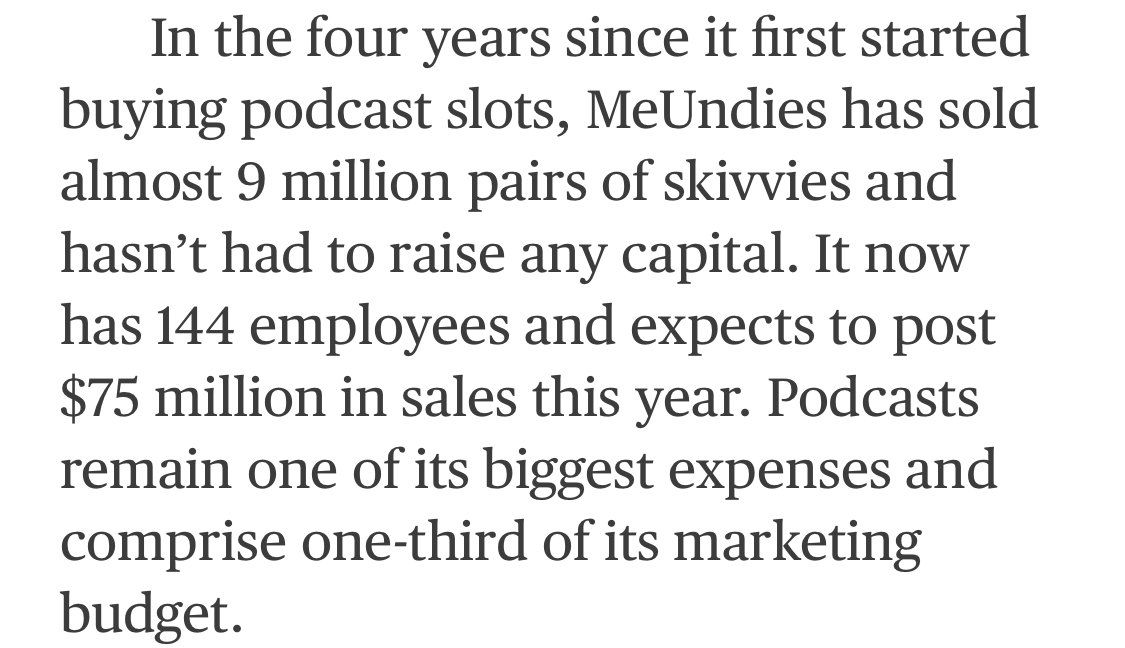 In the four years since it first started
buying podcast slots, MeUndies has sold
almost 9 million pairs of skivvies and
hasn’t had to raise any capital. It now
has 144 employees and expects to post
$75 million in sales this year. Podcasts
remain one of its biggest expenses and
comprise one-third of its marketing
budget.